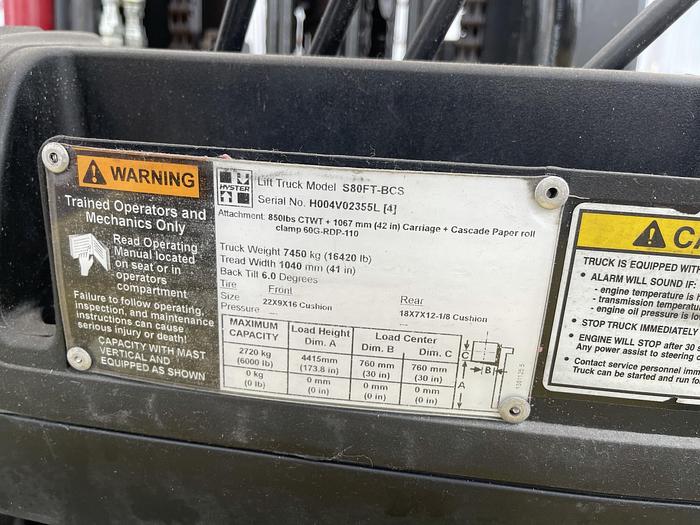 WARNING
Trained Operators and
Mechanics Only
Read Operating
Manual located
on seat or in
operators
compartment
Failure to follow operating,
inspection, and maintenance
instructions can cause
serious injury or death!
CAPACITY WITH MAST
VERTICAL AND
EQUIPPED AS SHOWN
HYSTER
Lift Truck Model S80FT-BCS
Serial No. H004V02355L [4]
Attachment: 850lbs CTWT + 1067 mm (42 in) Carriage + Cascade Paper roll
clamp 60G-RDP-110
Truck Weight 7450 kg (16420 lb)
Tread Width 1040 mm (41 in)
Back Tilt 6.0 Degrees
Tire Front Rear
Size 22X9X16 Cushion 18X7X12-1/8 Cushion
Pressure
MAXIMUM CAPACITY Load Height Dim. A Load Center Dim. B Dim. C
2720 kg (6000 lb) 4415mm (173.8 in) 760 mm (30 in) 760 mm (30 in)
0 kg (0 lb) 0 mm (0 in) 0 mm (0 in) 0 mm (0 in)
C
B
A
CA
TRUCK IS EQUIPPED WITH
• ALARM WILL SOUND IF:
- engine temperature is
- transmission temperatur
- engine oil pressure is lo
• STOP TRUCK IMMEDIATELY
• ENGINE WILL STOP after 30 s
Any power assist to steering
• Contact service personnel imm
Truck can be started and run